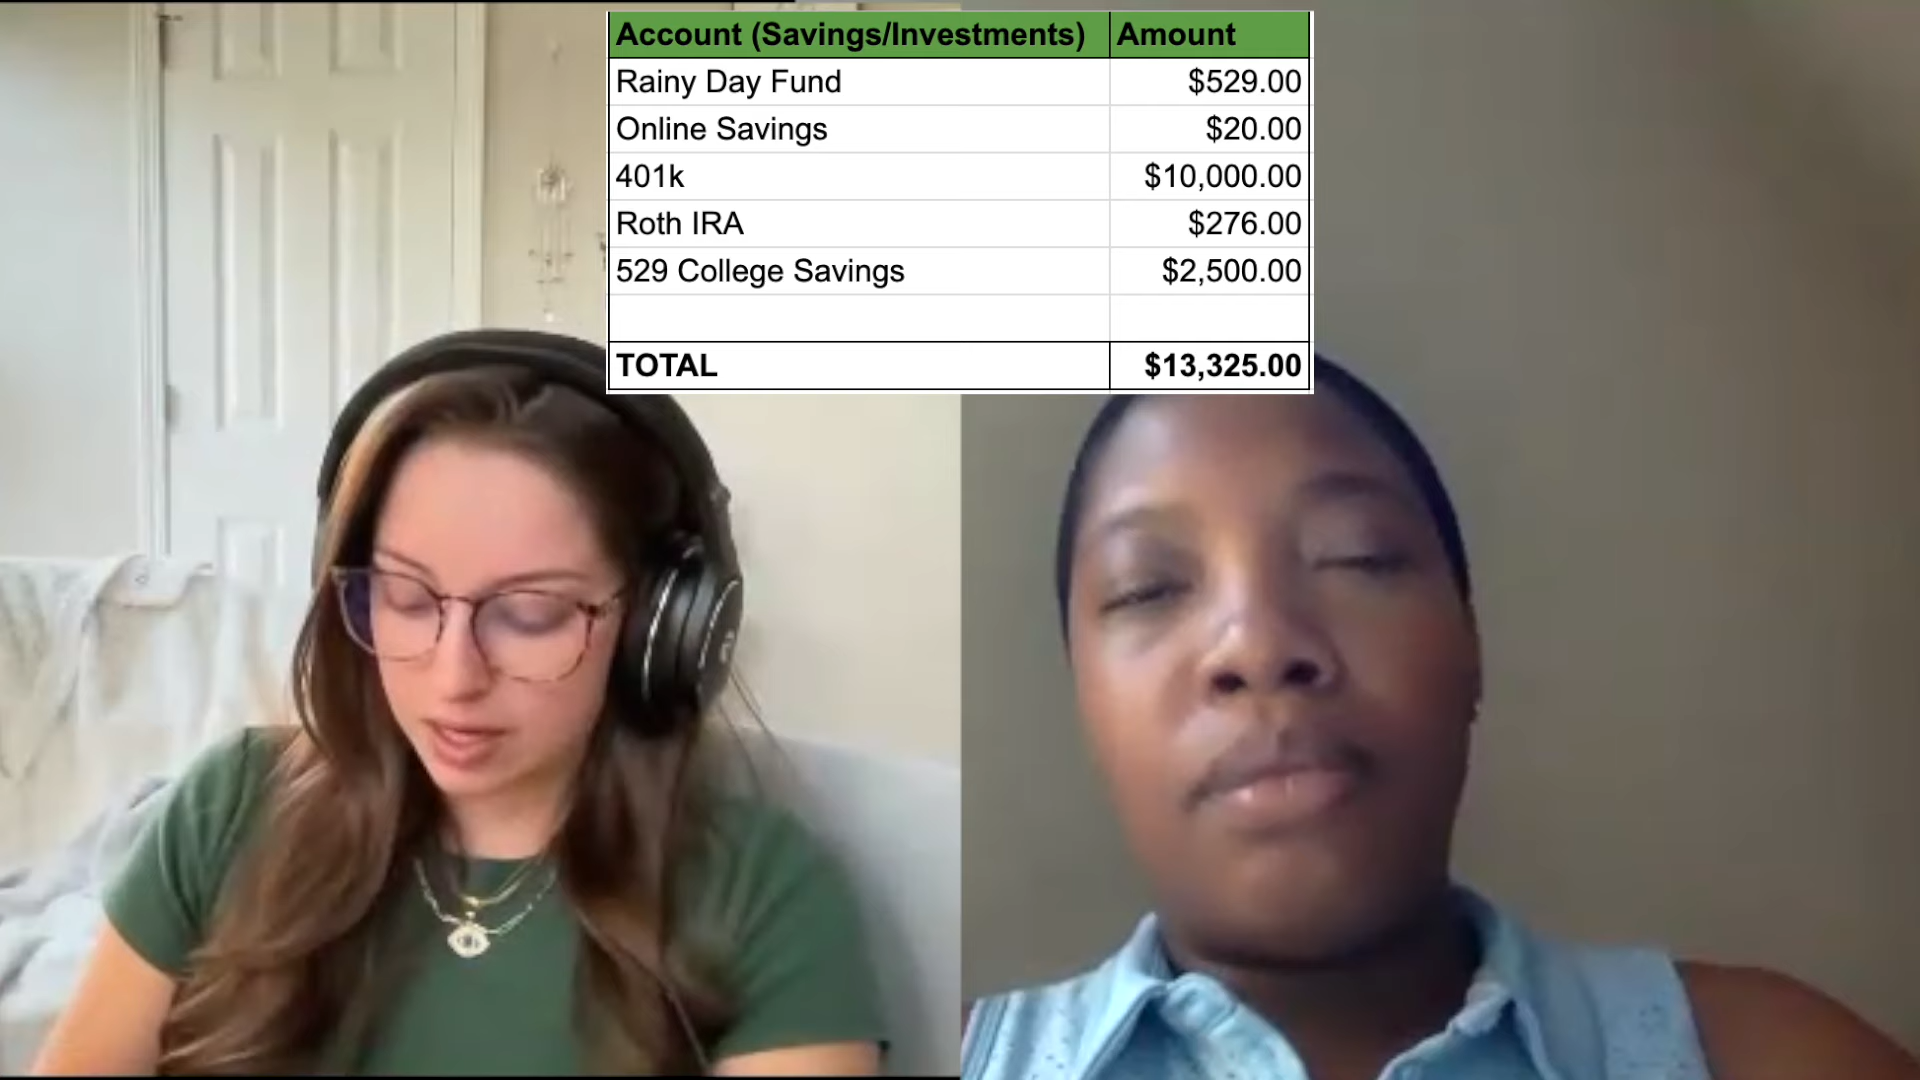 Account (Savings/Investments) Amount
Rainy Day Fund $529.00
Online Savings $20.00
401k $10,000.00
Roth IRA $276.00
529 College Savings $2,500.00
TOTAL $13,325.00